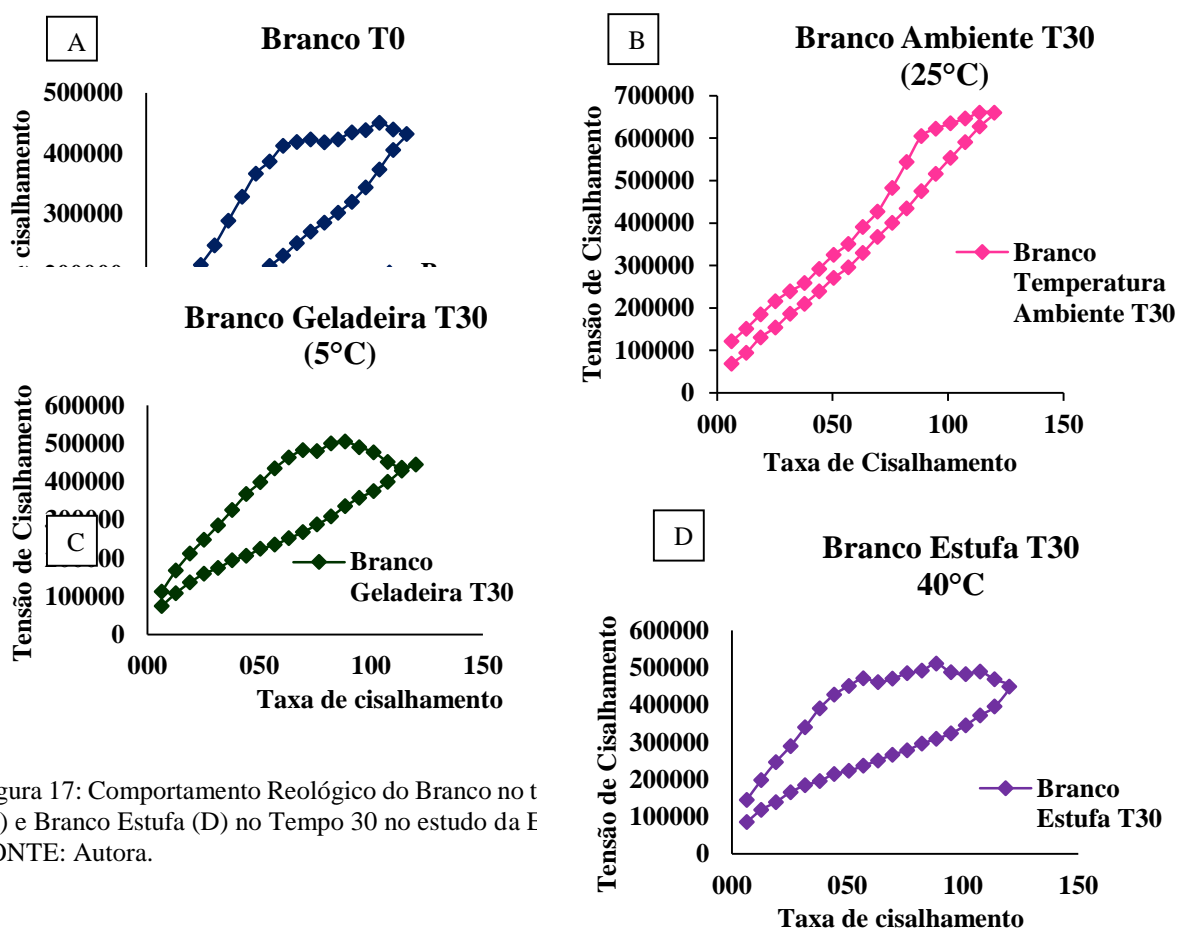 A
Branco T0
500000
400000
300000
cisalhamento
B
Branco Ambiente T30
(25°C)
700000
600000
500000
400000
300000
200000
100000
0
000
050
100
150
Tensão de Cisalhamento
Taxa de Cisalhamento
Branco
Temperatura
Ambiente T30
Branco Geladeira T30
(5°C)
600000
500000
400000
100000
0
000
050
100
150
Tensão de Cisalhamento
Taxa de cisalhamento
C
Branco
Geladeira T30
D
Branco Estufa T30
40°C
600000
500000
400000
300000
200000
100000
0
000
050
100
150
Tensão de Cisalhamento
Taxa de cisalhamento
Branco
Estufa T30
gura 17: Comportamento Reológico do Branco no t
) e Branco Estufa (D) no Tempo 30 no estudo da E
ONTE: Autora.